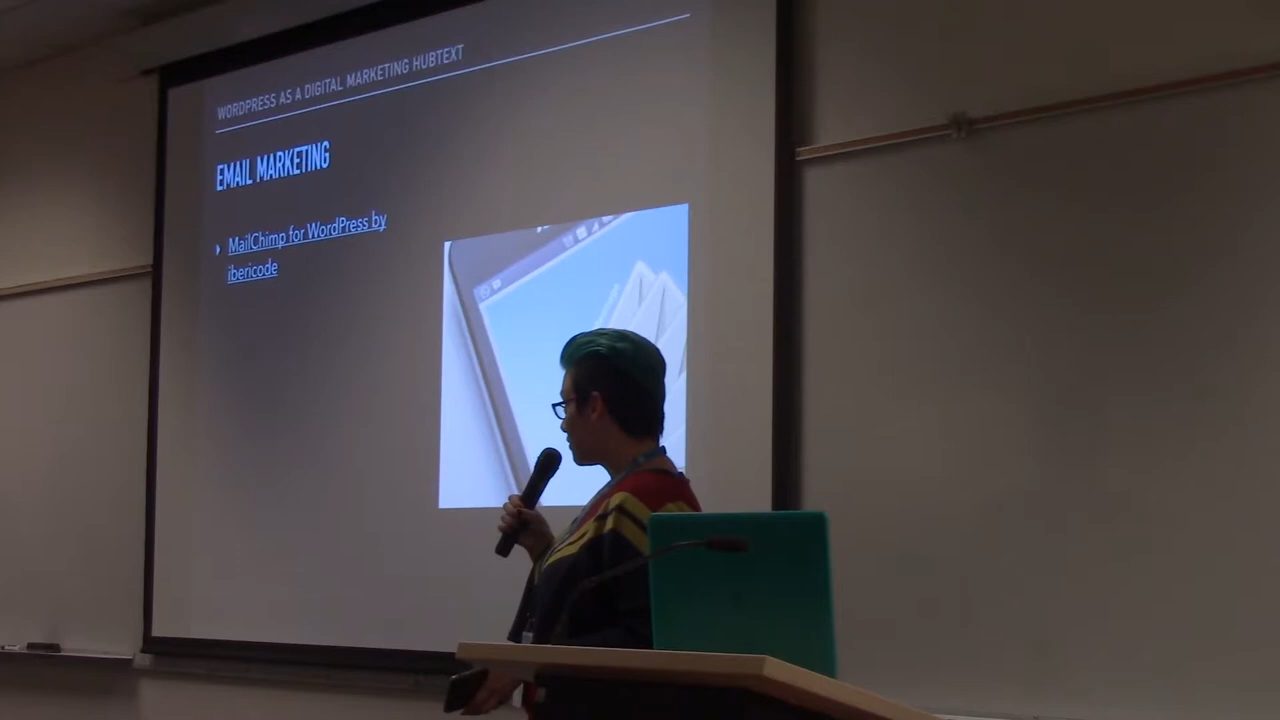 WORDPRESS AS A DIGITAL MARKETING HUBTEXT
EMAIL MARKETING
MailChimp for WordPress by
ibericode